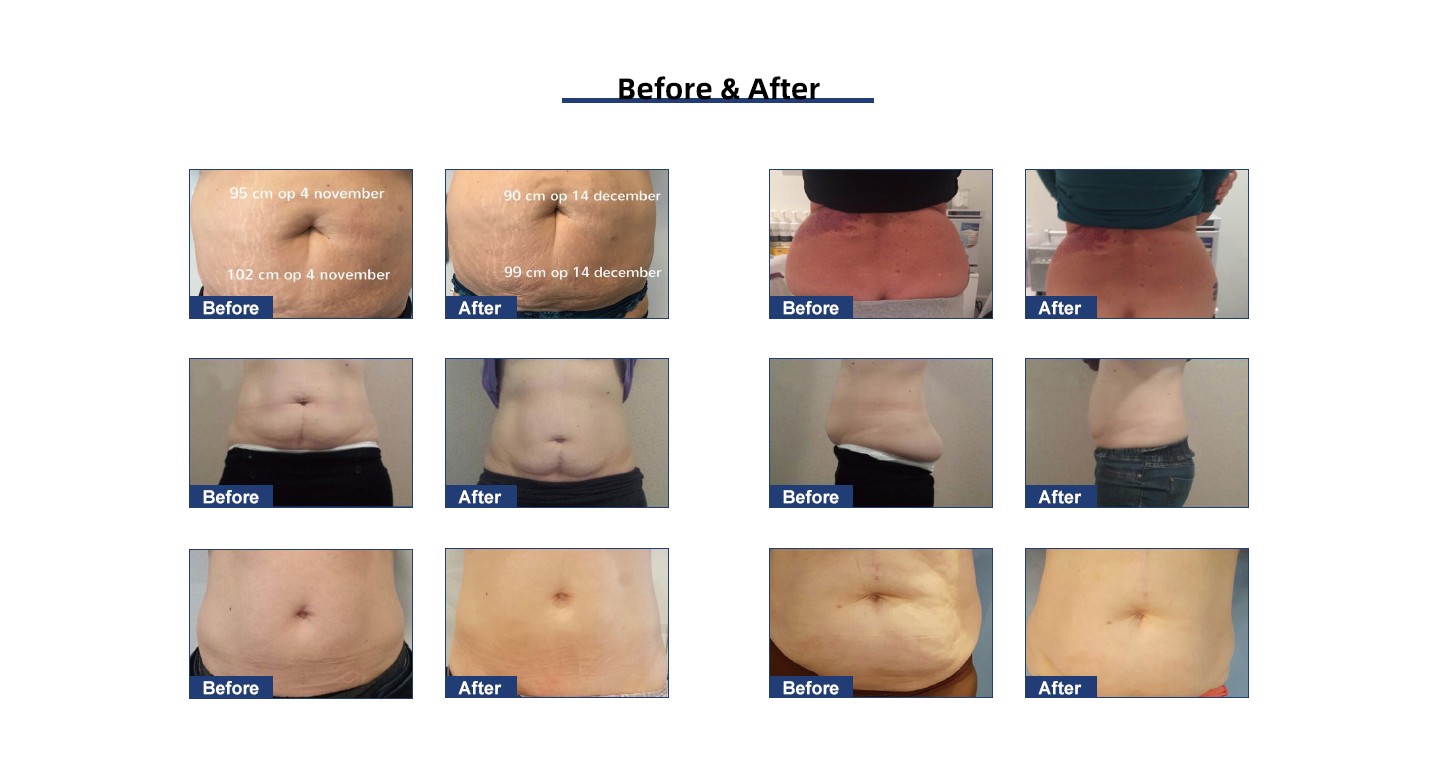 Before & After
95 cm op 4 november
102 cm op 4 november
Before
90 cm op 14 december
99 cm op 14 december
After
Before
After
Before
After
Before
After
Before
After
Before
After